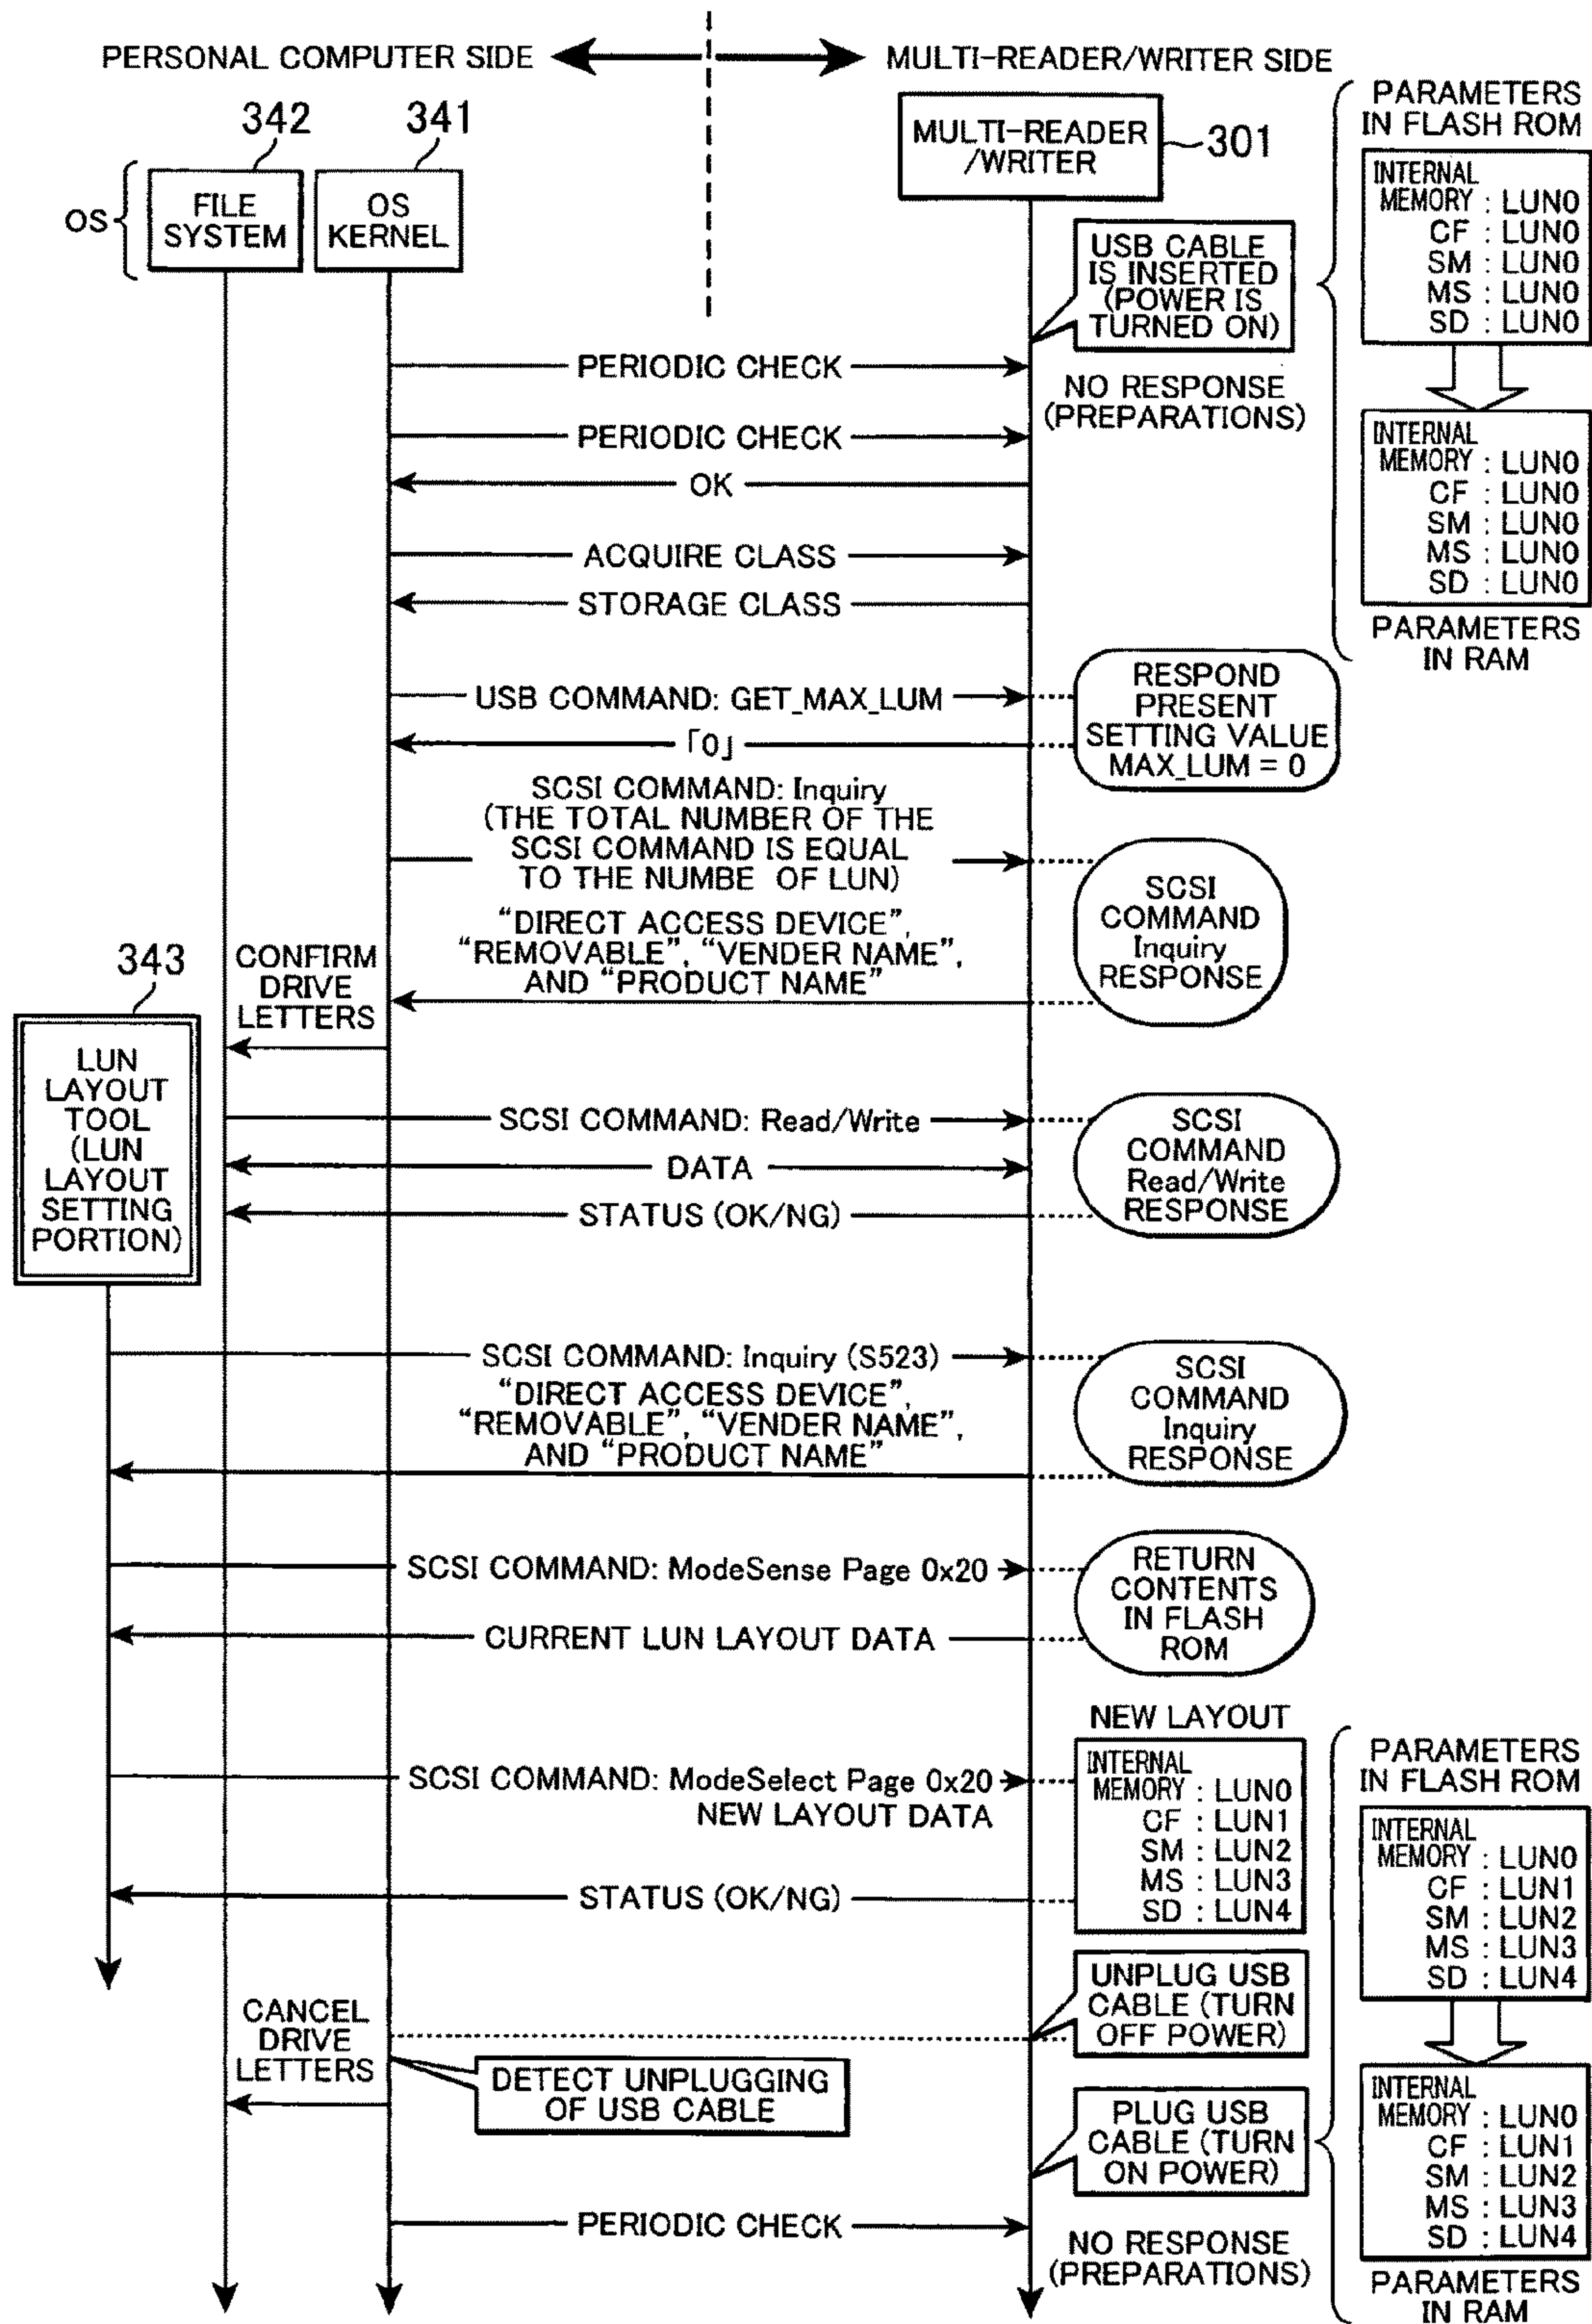 PERSONAL COMPUTER SIDE
MULTI-READER/WRITER SIDE
342
341
OS
FILE
SYSTEM
OS
KERNEL
MULTI-READER
/WRITER
301
PARAMETERS
IN FLASH ROM
INTERNAL
MEMORY : LUN0
CF : LUN0
SM : LUN0
MS : LUN0
SD : LUN0
USB CABLE
IS INSERTED
(POWER IS
TURNED ON)
PERIODIC CHECK
NO RESPONSE
(PREPARATIONS)
PERIODIC CHECK
OK
INTERNAL
MEMORY : LUN0
CF : LUN0
SM : LUN0
MS : LUN0
SD : LUN0
PARAMETERS
IN RAM
ACQUIRE CLASS
STORAGE CLASS
USB COMMAND: GET_MAX_LUM
「0」
RESPOND
PRESENT
SETTING VALUE
MAX_LUM = 0
SCSI COMMAND: Inquiry
(THE TOTAL NUMBER OF THE
SCSI COMMAND IS EQUAL
TO THE NUMBE OF LUN)
"DIRECT ACCESS DEVICE",
"REMOVABLE", "VENDER NAME",
AND "PRODUCT NAME"
SCSI
COMMAND
Inquiry
RESPONSE
343
CONFIRM
DRIVE
LETTERS
LUN
LAYOUT
TOOL
(LUN
LAYOUT
SETTING
PORTION)
SCSI COMMAND: Read/Write
DATA
STATUS (OK/NG)
SCSI
COMMAND
Read/Write
RESPONSE
SCSI COMMAND: Inquiry (S523)
"DIRECT ACCESS DEVICE",
"REMOVABLE", "VENDER NAME",
AND "PRODUCT NAME"
SCSI
COMMAND
Inquiry
RESPONSE
SCSI COMMAND: ModeSense Page 0x20
CURRENT LUN LAYOUT DATA
RETURN
CONTENTS
IN FLASH
ROM
NEW LAYOUT
SCSI COMMAND: ModeSelect Page 0x20
NEW LAYOUT DATA
STATUS (OK/NG)
INTERNAL
MEMORY : LUN0
CF : LUN1
SM : LUN2
MS : LUN3
SD : LUN4
PARAMETERS
IN FLASH ROM
INTERNAL
MEMORY : LUN0
CF : LUN1
SM : LUN2
MS : LUN3
SD : LUN4
UNPLUG USB
CABLE (TURN
OFF POWER)
CANCEL
DRIVE
LETTERS
DETECT UNPLUGGING
OF USB CABLE
PLUG USB
CABLE (TURN
ON POWER)
INTERNAL
MEMORY : LUN0
CF : LUN1
SM : LUN2
MS : LUN3
SD : LUN4
PERIODIC CHECK
NO RESPONSE
(PREPARATIONS)
PARAMETERS
IN RAM